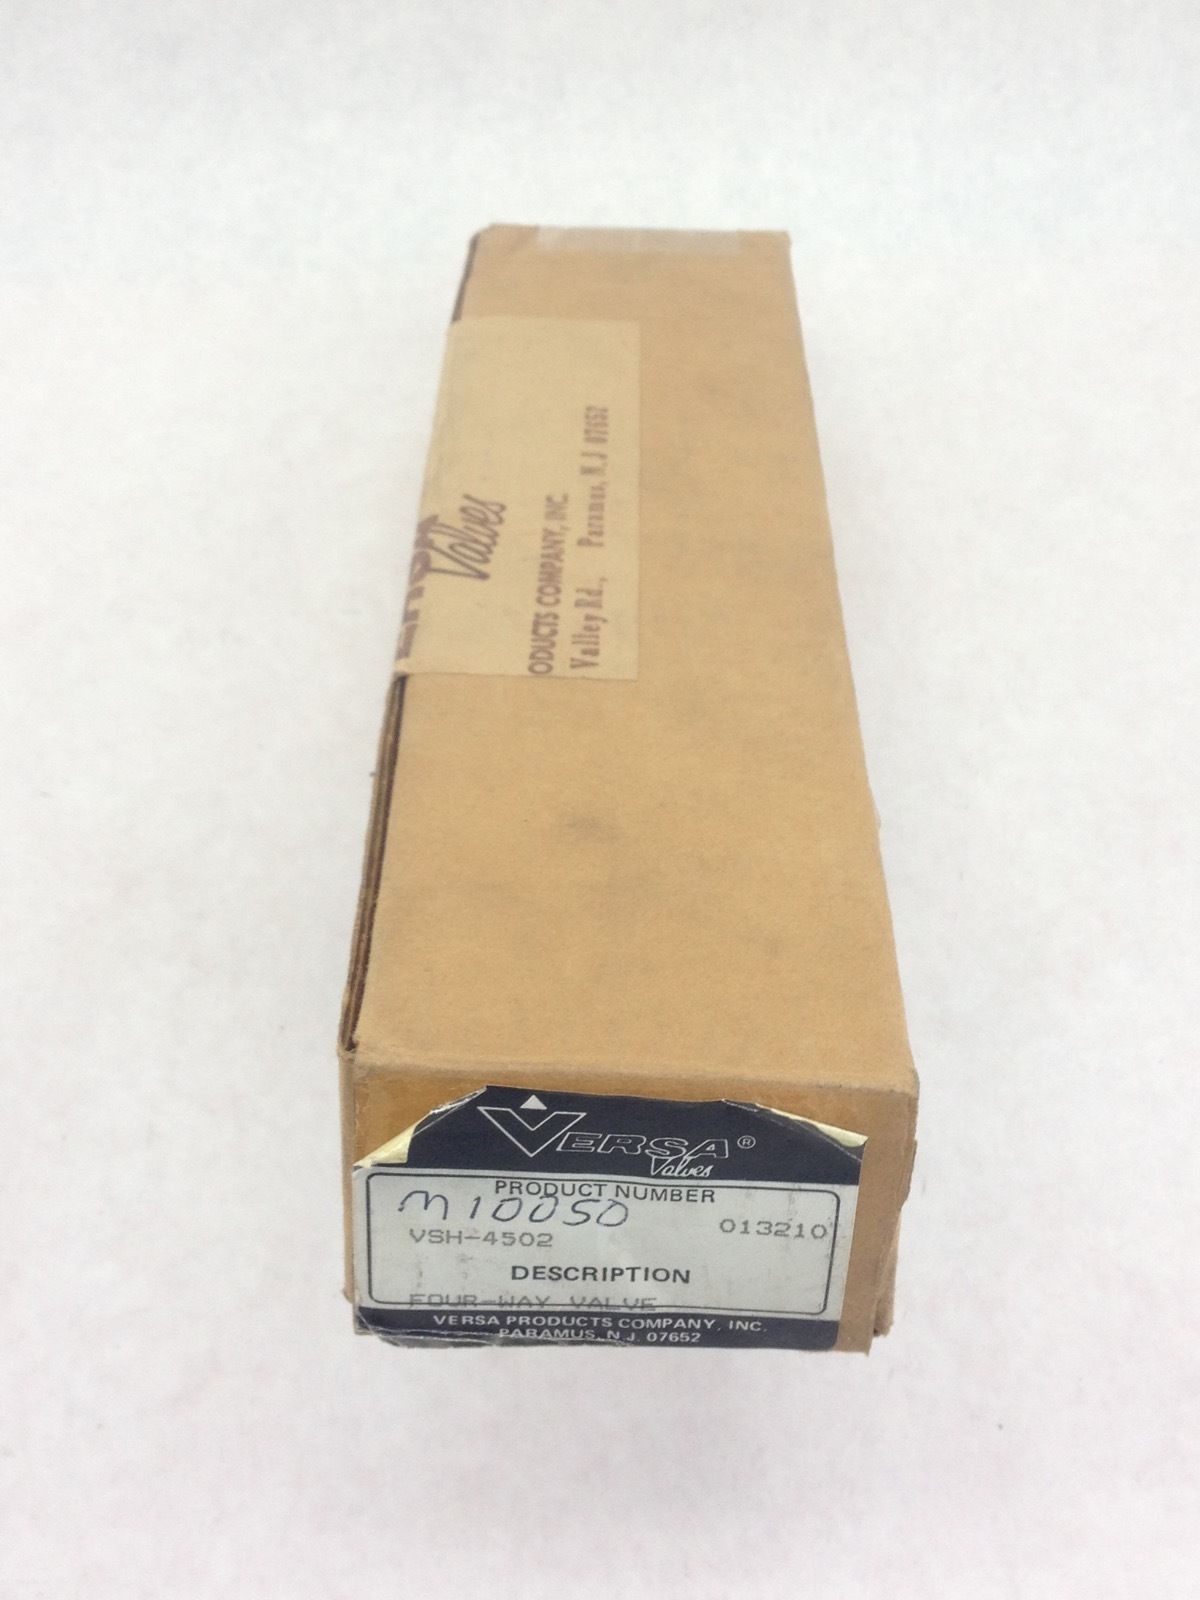 Valves
ODUCTS COMPANY, INC.
Valley Rd., Paramus, N.J 07652
VERSA®
Valves
PRODUCT NUMBER
M10050
VSH-4502 013210
DESCRIPTION
FOUR-WAY VALVE
VERSA PRODUCTS COMPANY, INC.
PARAMUS, N.J. 07652